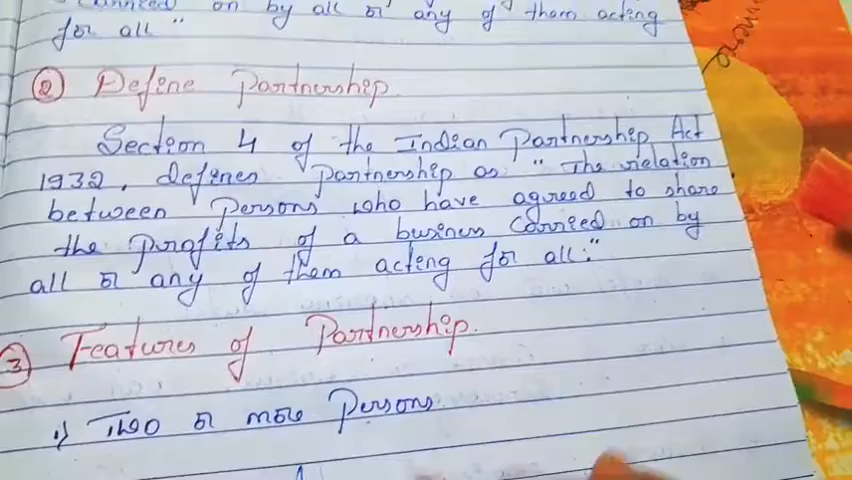 carried on by all or any of them acting
for all"
② Define Partnership
Section 4 of the Indian Partnership Act
1932, defines partnership as "The relation
between persons who have agreed to share
the profits of a business carried on by
all or any of them acting for all."
③ Features of Partnership.
i) Two or more Persons